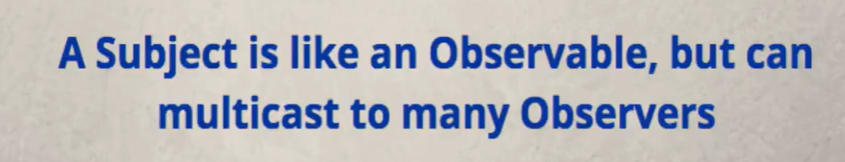 A Subject is like an Observable, but can
multicast to many Observers